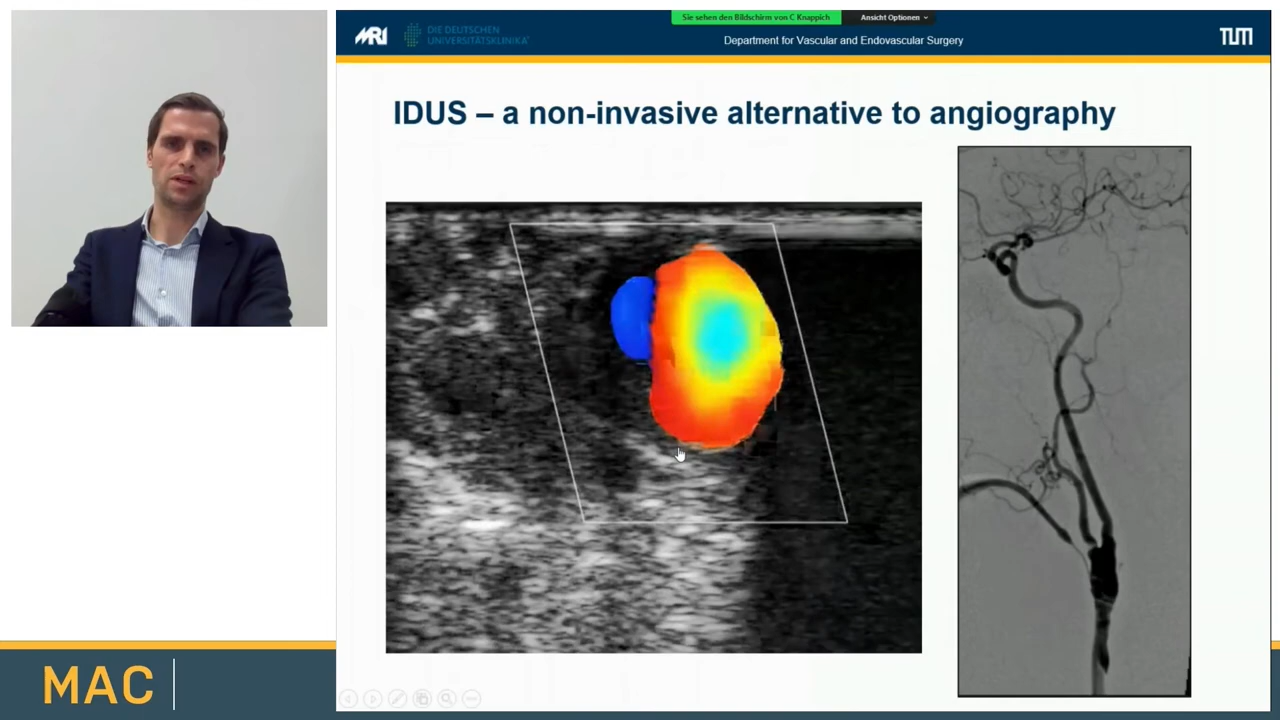 Sie sehen den Bildschirm von C Knappich
Ansicht Optionen
MRI
DIE DEUTSCHEN
UNIVERSITÄTSKLINIKA
Department for Vascular and Endovascular Surgery
TUM
IDUS – a non-invasive alternative to angiography
MAC